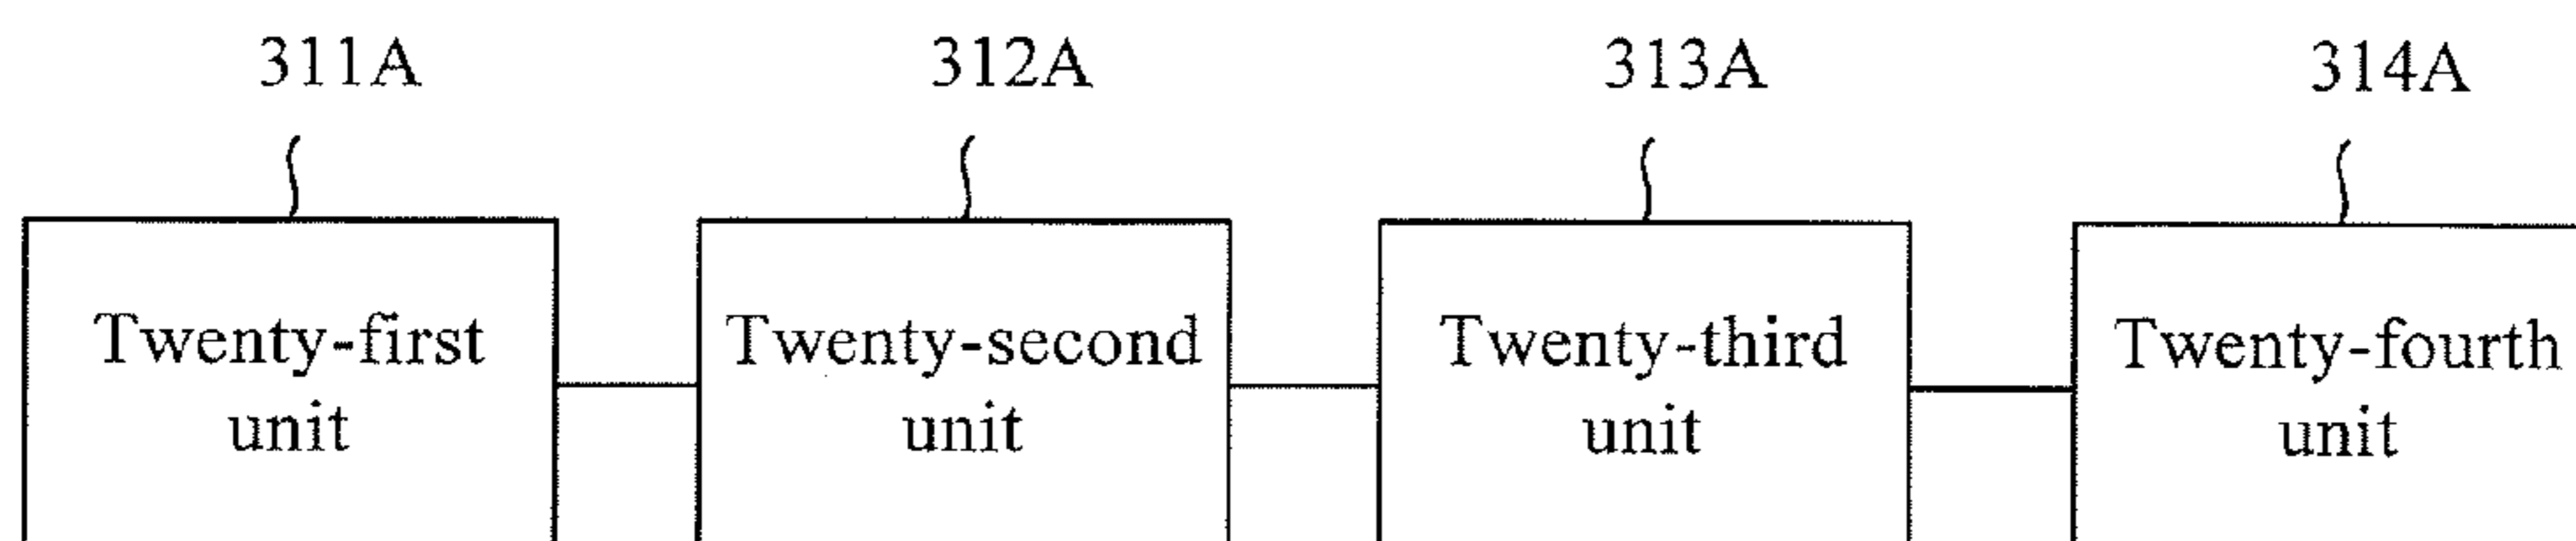 311A
312A
313A
314A
Twenty-first
unit
Twenty-second
unit
Twenty-third
unit
Twenty-fourth
unit